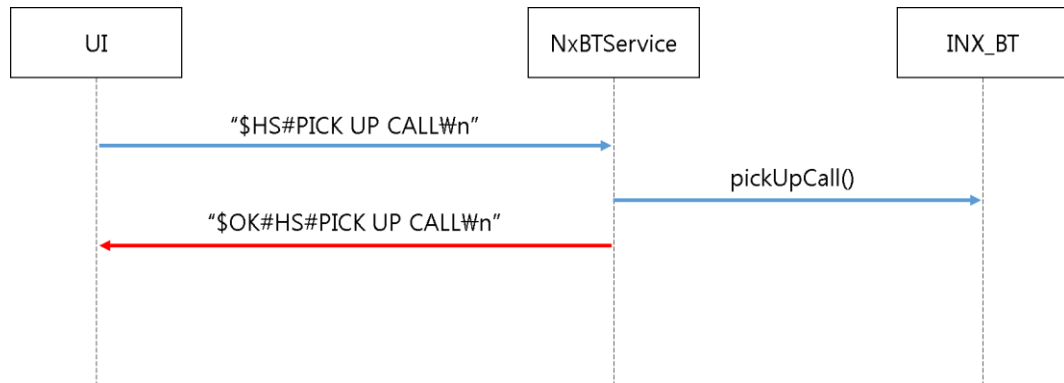 UI
NxBTService
INX_BT
“$HS#PICK UP CALL₩n”
pickUpCall()
“$OK#HS#PICK UP CALL₩n”